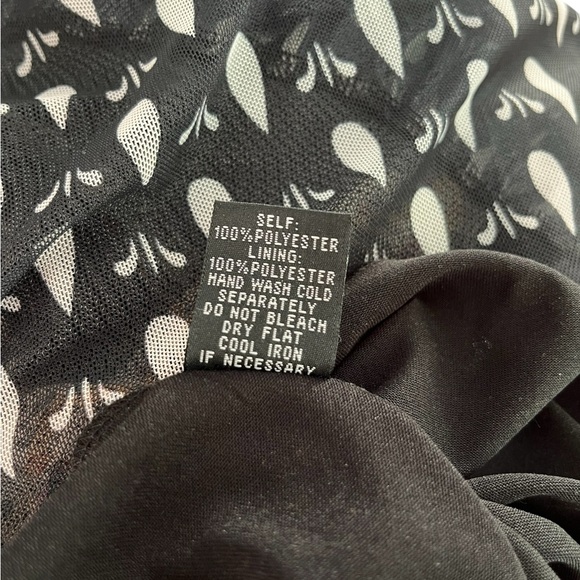 SELF:
100%POLYESTER
LINING:
100%POLYESTER
HAND WASH COLD
SEPARATELY
DO NOT BLEACH
DRY FLAT
COOL IRON
IF NECESSARY